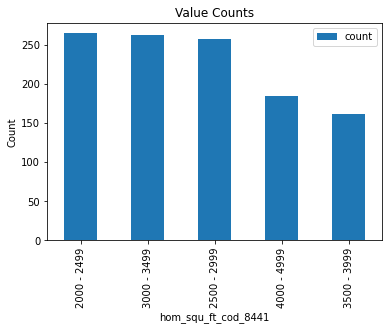 Value Counts
count
250
200
150
100
50
0
Count
2000 - 2499
3000 - 3499
2500 - 2999
4000 - 4999
3500 - 3999
hom_squ_ft_cod_8441